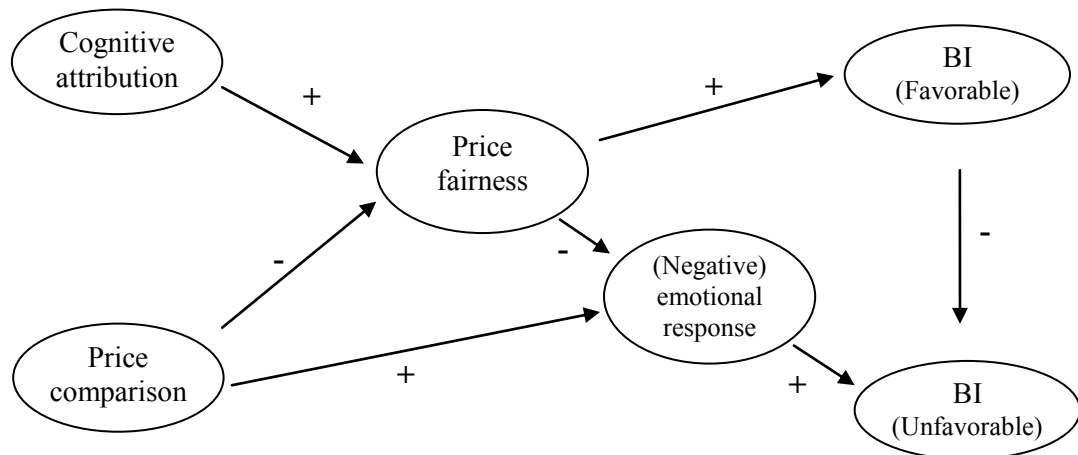 Cognitive
attribution
+
BI
(Favorable)
+
Price
fairness
-
-
-
(Negative)
emotional
response
Price
comparison
+
+
BI
(Unfavorable)